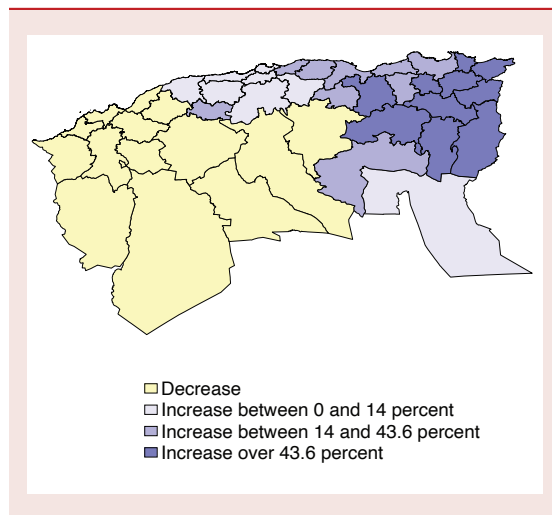 Decrease
Increase between 0 and 14 percent
Increase between 14 and 43.6 percent
Increase over 43.6 percent